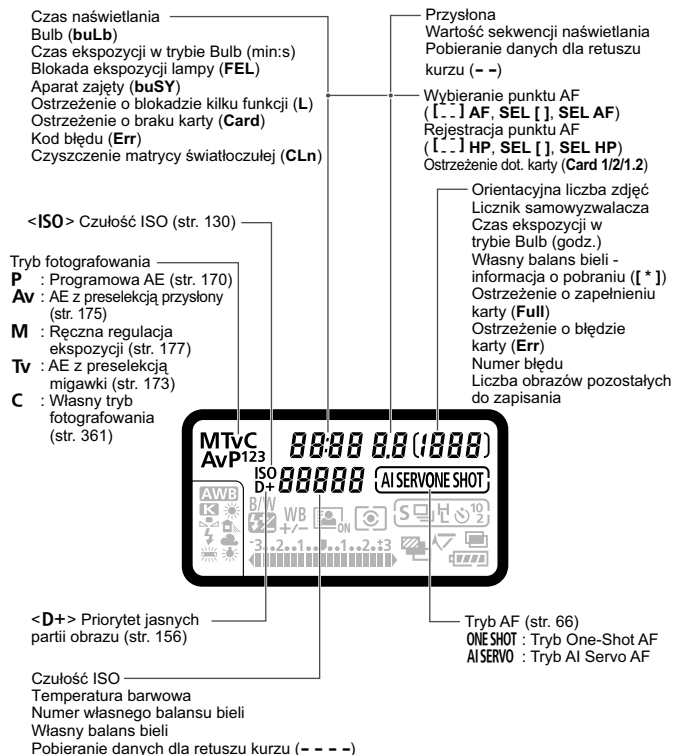 Czas naświetlania
Bulb (buLb)
Czas ekspozycji w trybie Bulb (min:s)
Blokada ekspozycji lampy (FEL)
Aparat zajęty (buSY)
Ostrzeżenie o blokadzie kilku funkcji (L)
Ostrzeżenie o braku karty (Card)
Kod błędu (Err)
Czyszczenie matrycy światłoczułej (CLn)
Przysłona
Wartość sekwencji naświetlania
Pobieranie danych dla retuszu
kurzu (- -)
Wybieranie punktu AF
([- -] AF, SEL [ ], SEL AF)
Rejestracja punktu AF
([- -] HP, SEL [ ], SEL HP)
Ostrzeżenie dot. karty (Card 1/2/1.2)
Orientacyjna liczba zdjęć
Licznik samowyzwalacza
Czas ekspozycji w
trybie Bulb (godz.)
Własny balans bieli -
informacja o pobraniu ([ * ])
Ostrzeżenie o zapełnieniu
karty (Full)
Ostrzeżenie o błędzie
karty (Err)
Numer błędu
Liczba obrazów pozostałych
do zapisania
<ISO> Czułość ISO (str. 130)
Tryb fotografowania
P : Programowa AE (str. 170)
Av : AE z preselekcją przysłony
(str. 175)
M : Ręczna regulacja
ekspozycji (str. 177)
Tv : AE z preselekcją
migawki (str. 173)
C : Własny tryb
fotografowania
(str. 361)
MTvC 88:88 8.8 (1888)
AvP123
ISO
D+ 88888 AI SERVONE SHOT
AWB B/W
K WB +/- ON S H 10 2
-3..2..1..0..1..2..+3
<D+> Priorytet jasnych
partii obrazu (str. 156)
Tryb AF (str. 66)
ONE SHOT : Tryb One-Shot AF
AI SERVO : Tryb AI Servo AF
Czułość ISO
Temperatura barwowa
Numer własnego balansu bieli
Własny balans bieli
Pobieranie danych dla retuszu kurzu (- - - -)